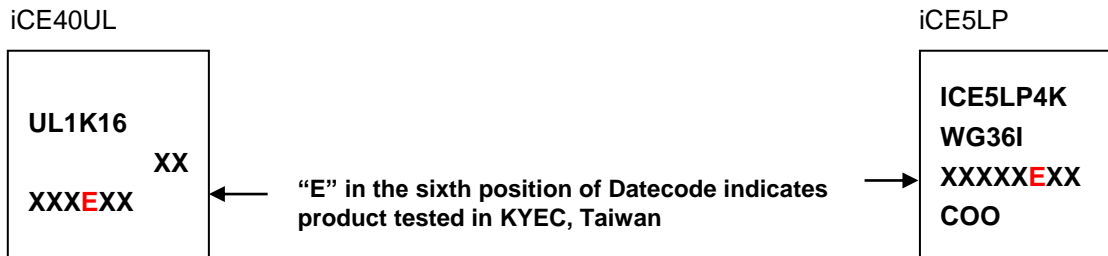 iCE40UL
UL1K16
XX
XXXEXX
“E” in the sixth position of Datecode indicates
product tested in KYEC, Taiwan
iCE5LP
ICE5LP4K
WG36I
XXXXXEXX
COO